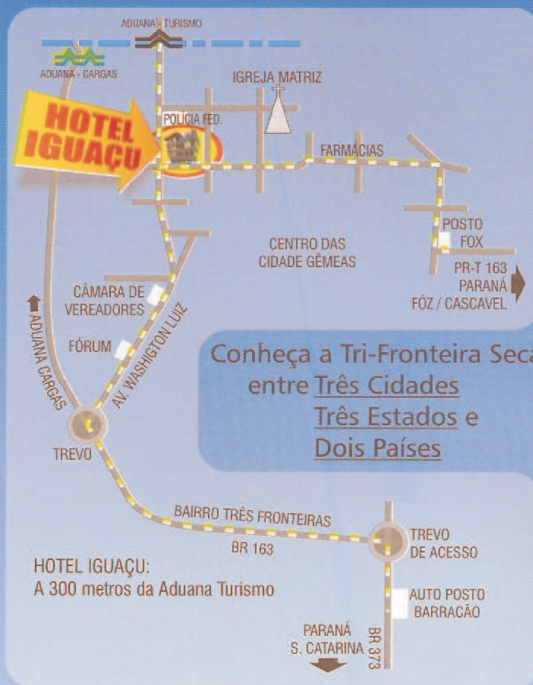 ADUANA - TURISMO
ADUANA - CARGAS
IGREJA MATRIZ
HOTEL
IGUAÇU
POLÍCIA FED.
FARMÁCIAS
CENTRO DAS
CIDADE GÊMEAS
POSTO
FOX
PR-T 163
PARANÁ
FÓZ / CASCAVEL
CÂMARA DE
VEREADORES
FÓRUM
AV. WASHIGTON LUIZ
ADUANA CARGAS
TREVO
Conheça a Tri-Fronteira Seca
entre Três Cidades
Três Estados e
Dois Países
BAIRRO TRÊS FRONTEIRAS
BR 163
TREVO
DE ACESSO
HOTEL IGUAÇU:
A 300 metros da Aduana Turismo
AUTO POSTO
BARRACÃO
PARANÁ
S. CATARINA
BR 373